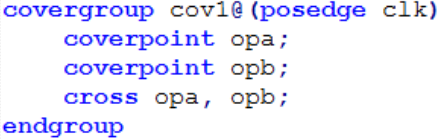 covergroup cov1@(posedge clk)
coverpoint opa;
coverpoint opb;
cross opa, opb;
endgroup